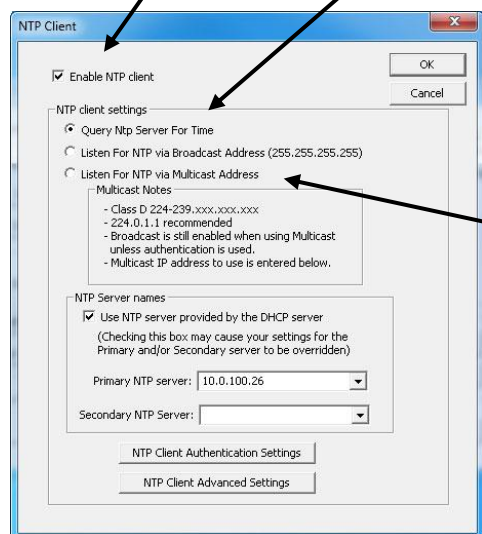 NTP Client
OK
Enable NTP client
Cancel
NTP client settings
Query Ntp Server For Time
Listen For NTP via Broadcast Address (255.255.255.255)
Listen For NTP via Multicast Address
Multicast Notes
- Class D 224-239.xxx.xxx.xxx
- 224.0.1.1 recommended
- Broadcast is still enabled when using Multicast
unless authentication is used.
- Multicast IP address to use is entered below.
NTP Server names
Use NTP server provided by the DHCP server
(Checking this box may cause your settings for the
Primary and/or Secondary server to be overridden)
Primary NTP server: 10.0.100.26
Secondary NTP Server:
NTP Client Authentication Settings
NTP Client Advanced Settings